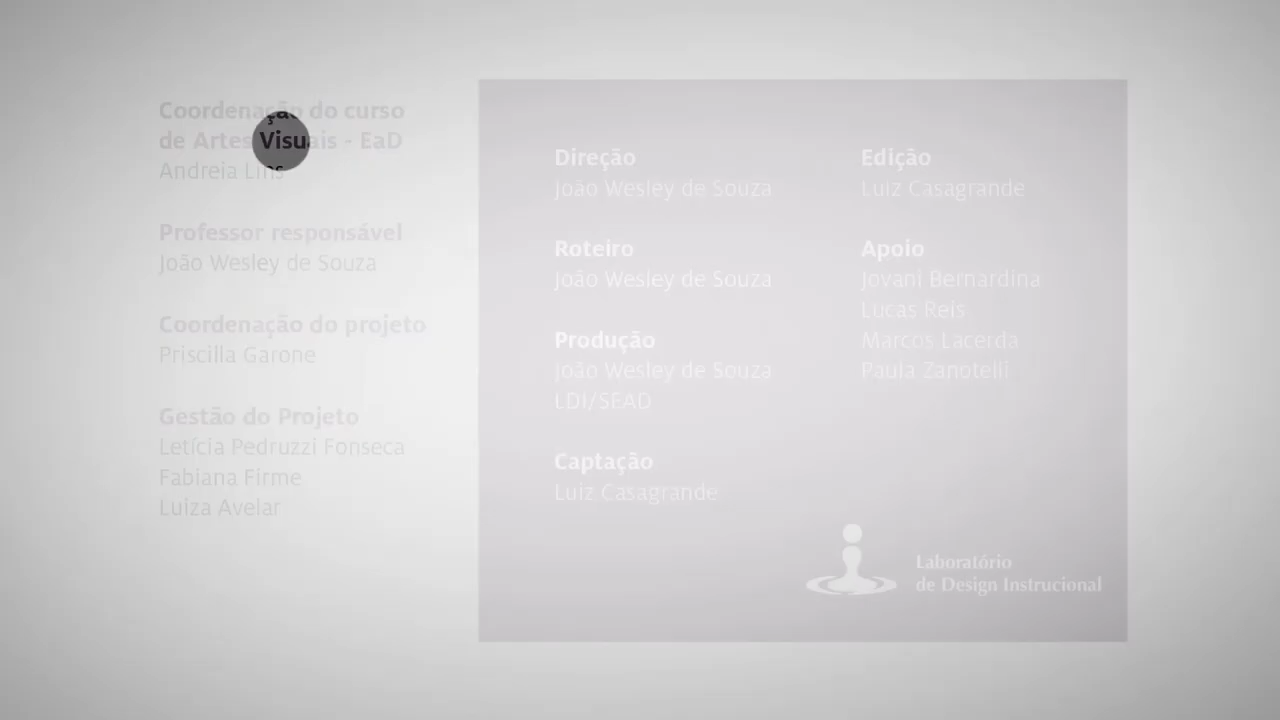 Coordenação do curso
de Artes Visuais - EaD
Andreia Lins
Professor responsável
João Wesley de Souza
Coordenação do projeto
Priscilla Garone
Gestão do Projeto
Letícia Pedruzzi Fonseca
Fabiana Firme
Luiza Avelar
Direção
João Wesley de Souza
Roteiro
João Wesley de Souza
Produção
João Wesley de Souza
LDI/SEAD
Captação
Luiz Casagrande
Edição
Luiz Casagrande
Apoio
Jovani Bernardina
Lucas Reis
Marcos Lacerda
Paula Zanotelli
Laboratório
de Design Instrucional